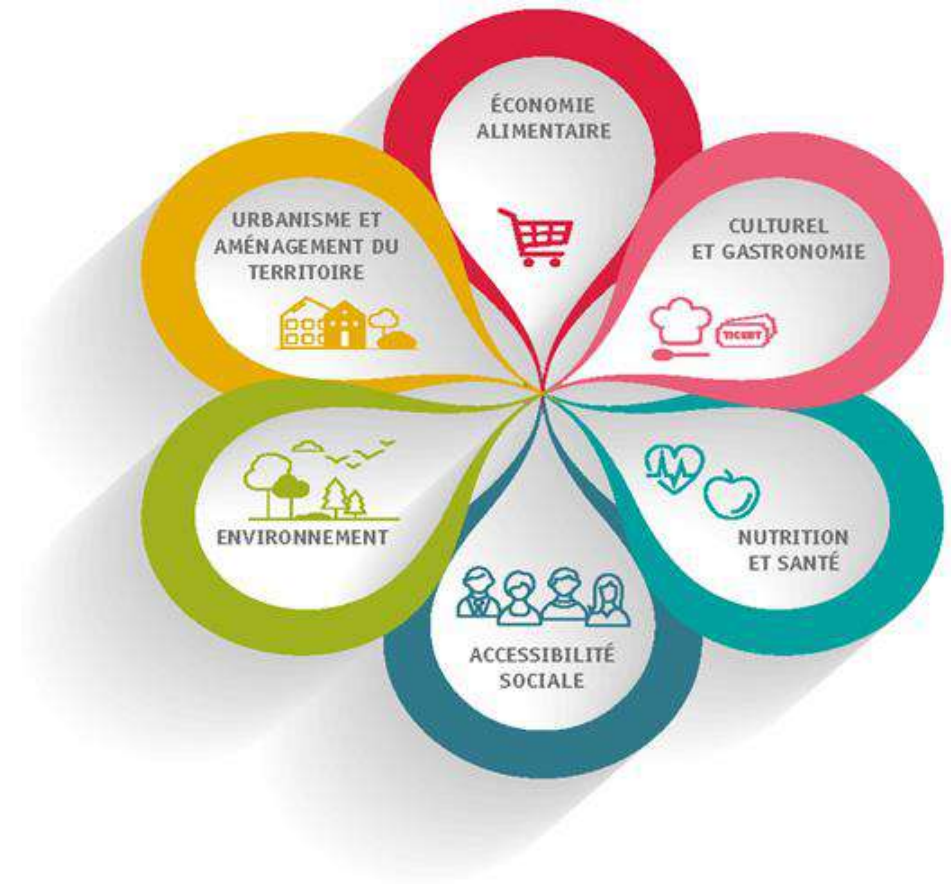 ÉCONOMIE
ALIMENTAIRE
CULTUREL
ET GASTRONOMIE
TICKET
NUTRITION
ET SANTÉ
ACCESSIBILITÉ
SOCIALE
ENVIRONNEMENT
URBANISME ET
AMÉNAGEMENT DU
TERRITOIRE